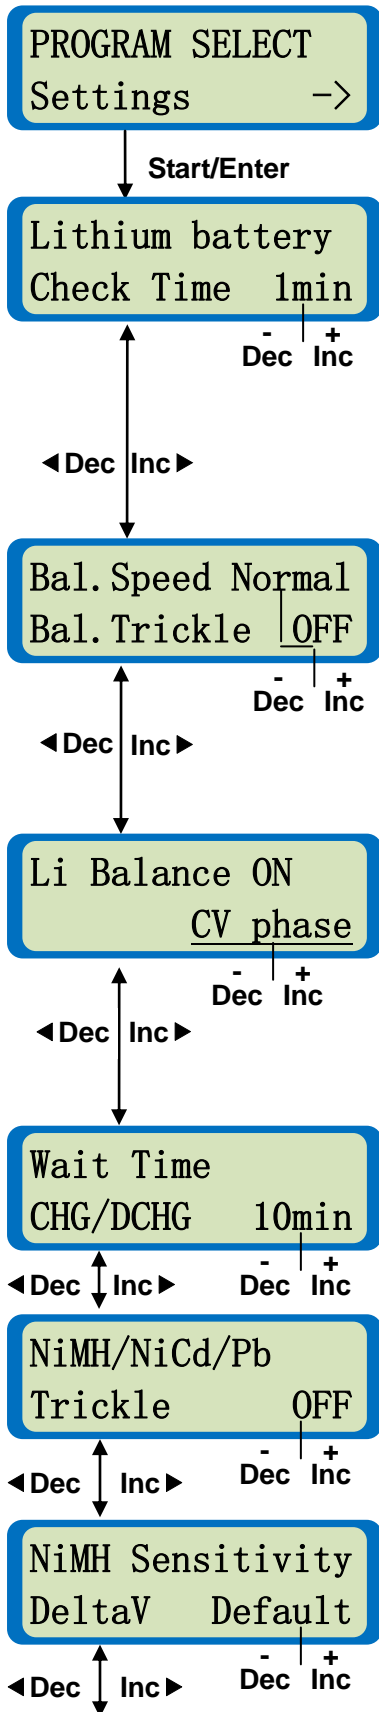 PROGRAM SELECT
Settings ->
Start/Enter
Lithium battery
Check Time 1min
- +
Dec Inc
◀Dec Inc▶
Bal.Speed Normal
Bal.Trickle OFF
- +
Dec Inc
◀Dec Inc▶
Li Balance ON
CV phase
- +
Dec Inc
◀Dec Inc▶
Wait Time
CHG/DCHG 10min
- +
Dec Inc
◀Dec Inc▶
NiMH/NiCd/Pb
Trickle OFF
- +
Dec Inc
◀Dec Inc▶
NiMH Sensitivity
DeltaV Default
- +
Dec Inc
◀Dec Inc▶